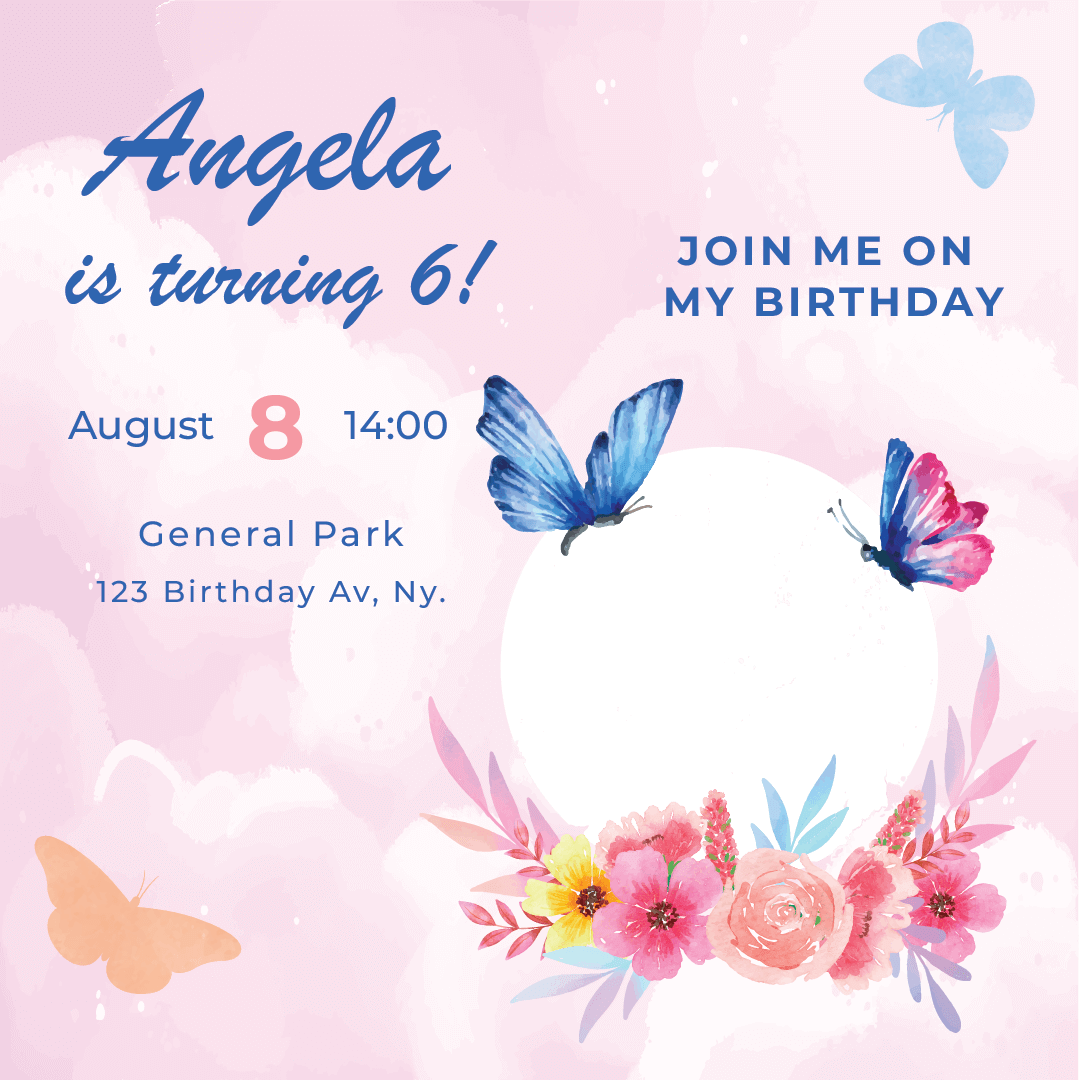 Angela
is turning 6!
JOIN ME ON
MY BIRTHDAY
August 8 14:00
General Park
123 Birthday Av, Ny.